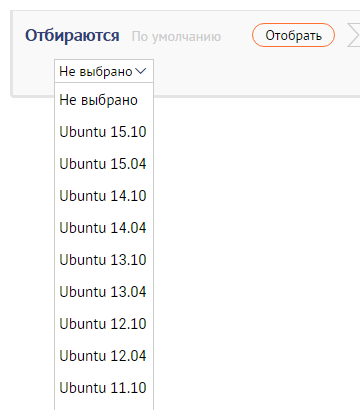 Отбираются По умолчанию Отобрать
Не выбрано
Не выбрано
Ubuntu 15.10
Ubuntu 15.04
Ubuntu 14.10
Ubuntu 14.04
Ubuntu 13.10
Ubuntu 13.04
Ubuntu 12.10
Ubuntu 12.04
Ubuntu 11.10